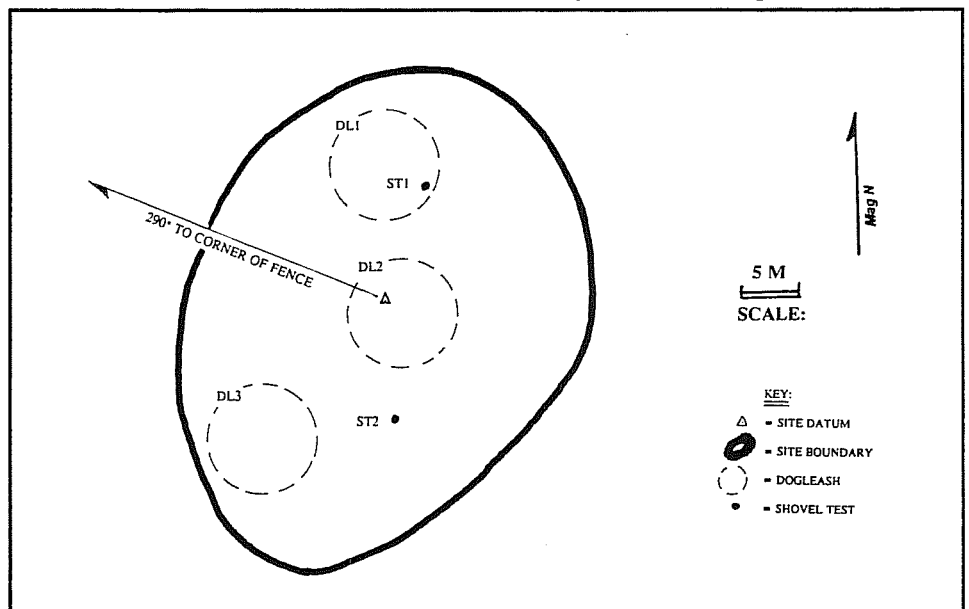 DL1
ST1
290° TO CORNER OF FENCE
DL2
DL3
ST2
Mag N
5 M
SCALE:
KEY:
= SITE DATUM
= SITE BOUNDARY
= DOGLEASH
= SHOVEL TEST